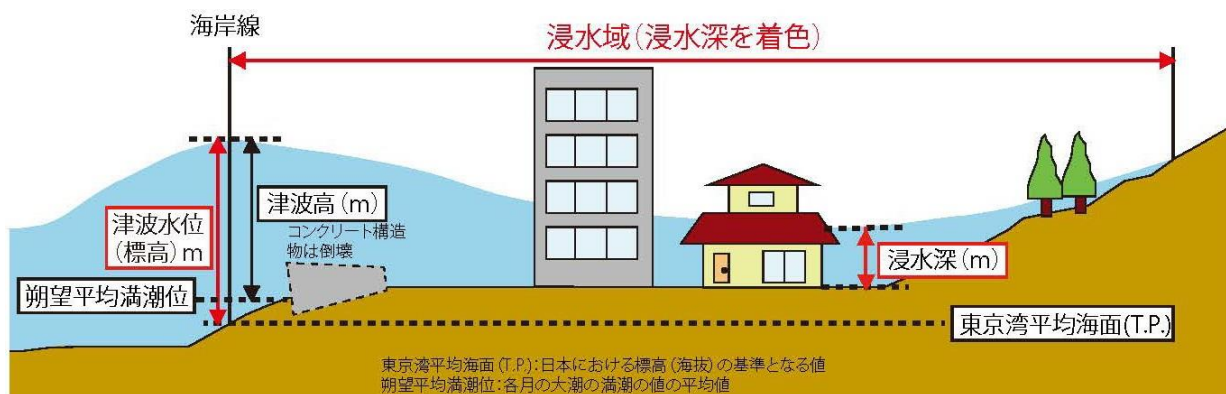 海岸線
浸水域（浸水深を着色）
津波水位
（標高）m
津波高（m）
コンクリート構造
物は倒壊
浸水深（m）
朔望平均満潮位
東京湾平均海面(T.P.)
東京湾平均海面(T.P.):日本における標高(海抜)の基準となる値
朔望平均満潮位:各月の大潮の満潮の値の平均値